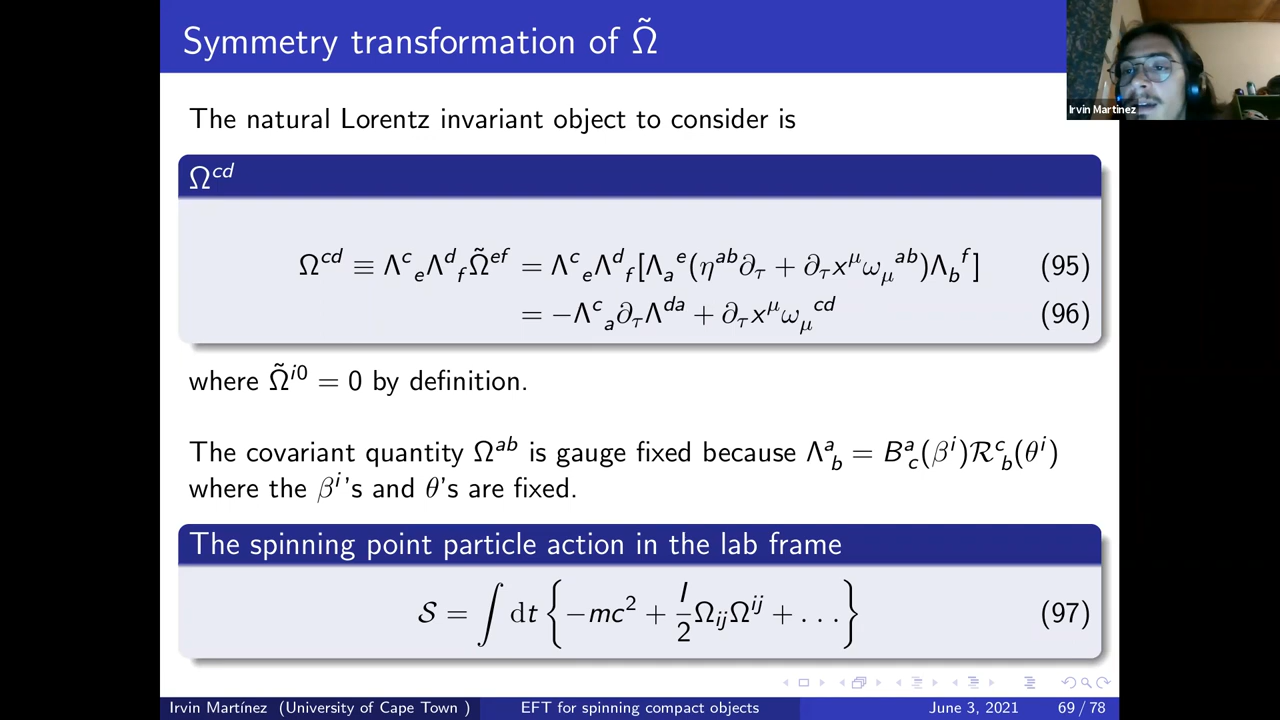 Symmetry transformation of Ω̃
Irvin Martinez
The natural Lorentz invariant object to consider is
Ω^{cd}
Ω^{cd} ≡ Λ^c_e Λ^d_f Ω̃^{ef} = Λ^c_e Λ^d_f [Λ_a^e (η^{ab} ∂_τ + ∂_τ x^μ ω_μ^{ab}) Λ_b^f] (95)
= −Λ^c_a ∂_τ Λ^{da} + ∂_τ x^μ ω_μ^{cd} (96)
where Ω̃^{i0} = 0 by definition.
The covariant quantity Ω^{ab} is gauge fixed because Λ^a_b = B^a_c(β^i)ℛ^c_b(θ^i)
where the β^i's and θ's are fixed.
The spinning point particle action in the lab frame
𝒮 = ∫ dt { −mc^2 + I/2 Ω_{ij} Ω^{ij} + . . . } (97)
Irvin Martínez (University of Cape Town ) EFT for spinning compact objects June 3, 2021 69 / 78